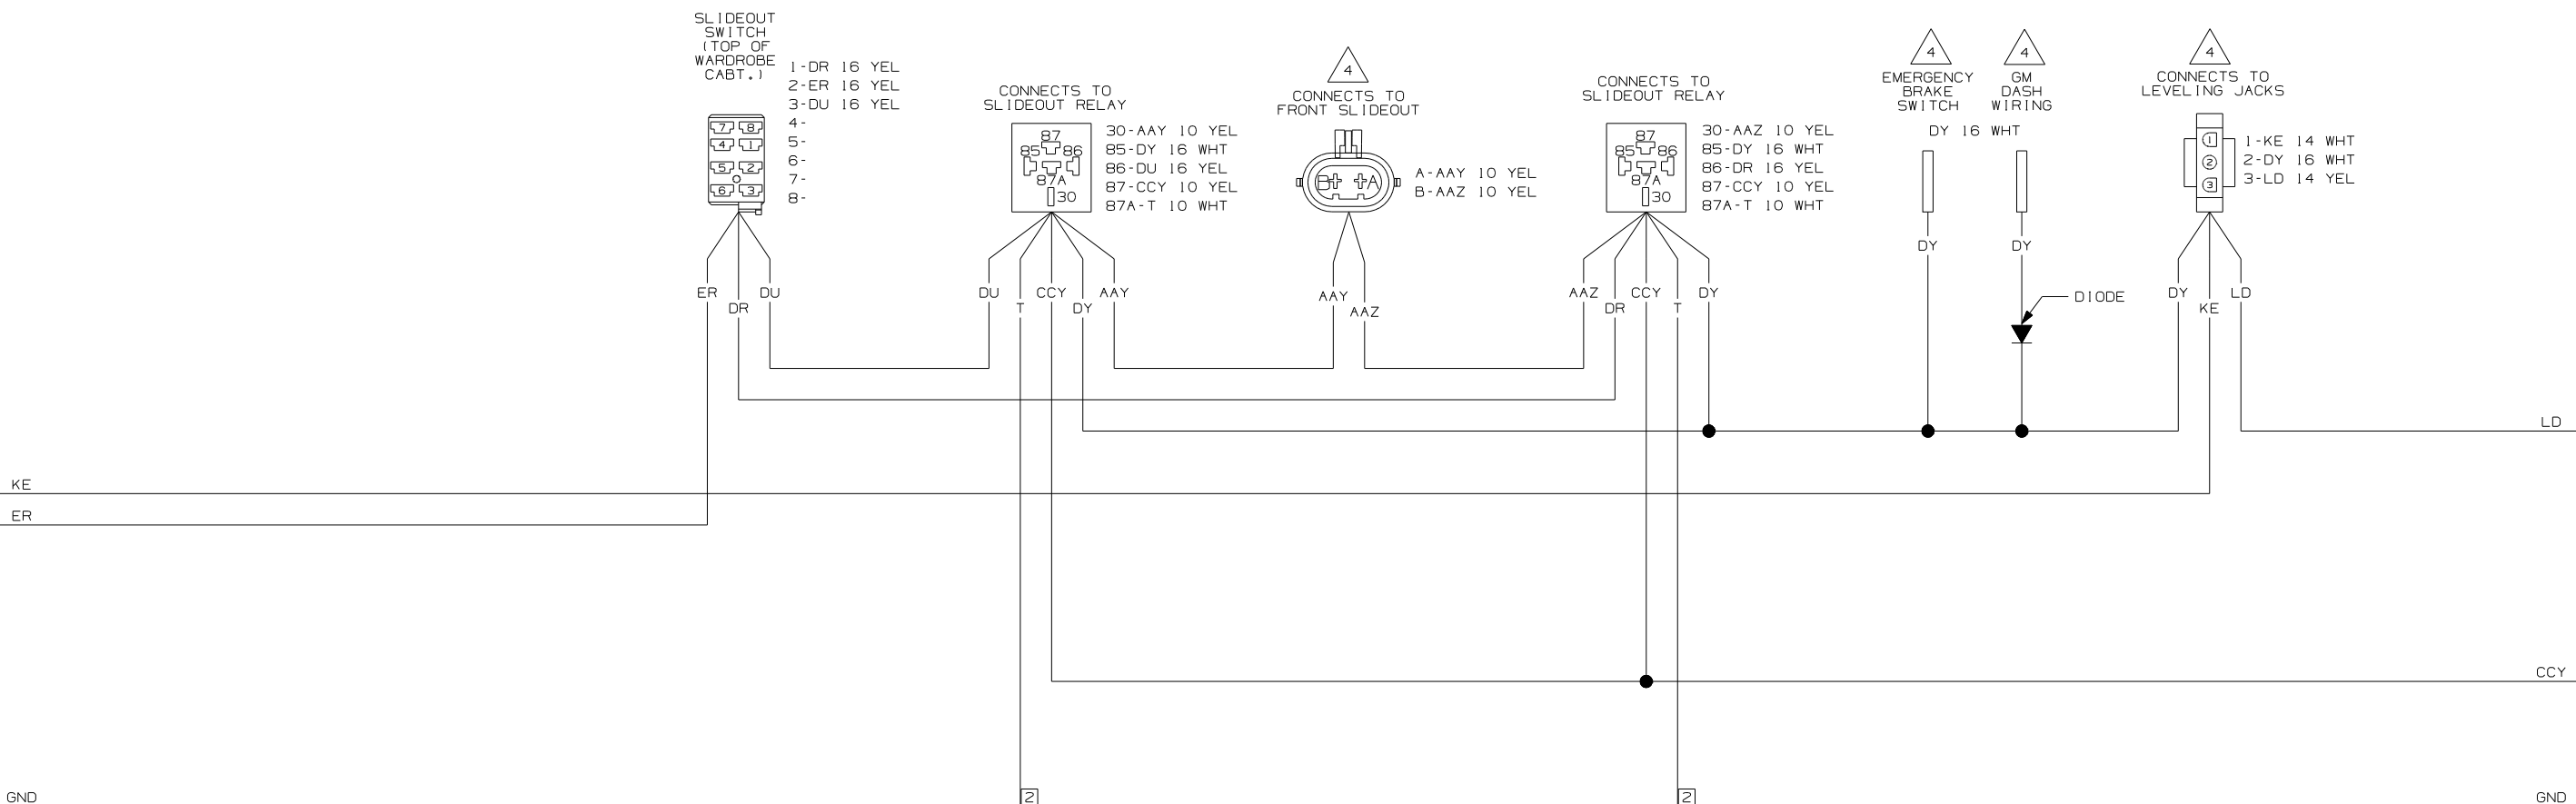 SLIDEOUT
SWITCH
(TOP OF
WARDROBE
CABT.)
1-DR 16 YEL
2-ER 16 YEL
3-DU 16 YEL
4-
5-
6-
7-
8-
7 8
4 1
5 2
6 3
CONNECTS TO
SLIDEOUT RELAY
87
85 86
87A
30
30-AAY 10 YEL
85-DY 16 WHT
86-DU 16 YEL
87-CCY 10 YEL
87A-T 10 WHT
4
CONNECTS TO
FRONT SLIDEOUT
B A
A-AAY 10 YEL
B-AAZ 10 YEL
CONNECTS TO
SLIDEOUT RELAY
87
85 86
87A
30
30-AAZ 10 YEL
85-DY 16 WHT
86-DR 16 YEL
87-CCY 10 YEL
87A-T 10 WHT
4
EMERGENCY
BRAKE
SWITCH
4
GM
DASH
WIRING
DY 16 WHT
4
CONNECTS TO
LEVELING JACKS
1
2
3
1-KE 14 WHT
2-DY 16 WHT
3-LD 14 YEL
DY DY
ER DR DU
DU T CCY DY AAY
AAY AAZ
AAZ DR CCY T DY
DIODE
DY KE LD
LD
KE
ER
CCY
GND
2
2
GND